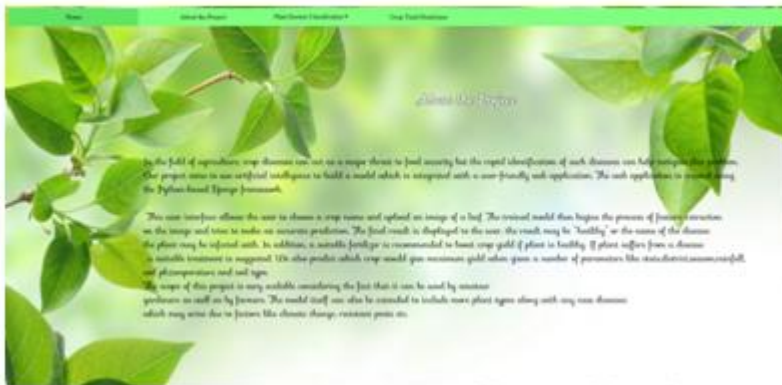 Home About the Project Plant Disease Classification Crop Yield Prediction
About the Project
In the field of agriculture, crop diseases can act as a major threat to food security but the rapid identification of such diseases can help mitigate this problem.
Our project aims to use artificial intelligence to build a model which is integrated with a user-friendly web application. The web application is created using
the Python-based Django framework.
This user interface allows the user to choose a crop name and upload an image of a leaf. The trained model then begins the process of feature extraction
on the image and tries to make an accurate prediction. The final result is displayed to the user. the result may be "healthy" or the name of the disease
the plant may be infected with. In addition, a suitable fertilizer is recommended to boost crop yield if plant is healthy. If plant suffers from a disease
a suitable treatment is suggested. We also predict which crop would give maximum yield when given a number of parameters like state,district,season,rainfall,
and soil type
The scope of this project is very scalable considering the fact that it can be used by amateur
gardeners as well as by farmers. The model itself can also be extended to include more plant types along with any new diseases
which may arise due to factors like climate change, resistant pests etc.